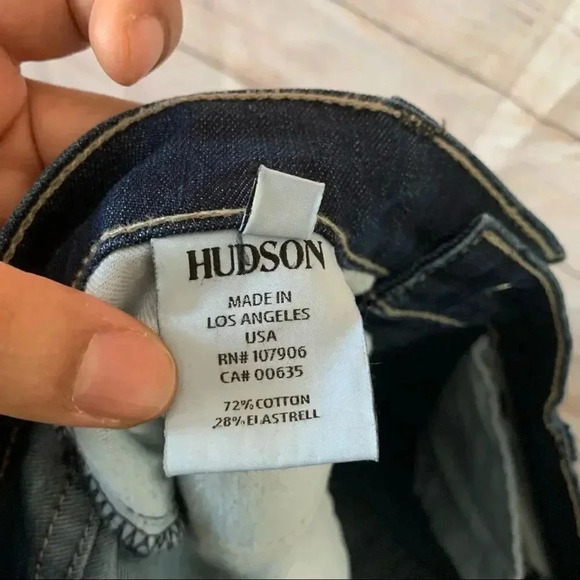 HUDSON
MADE IN
LOS ANGELES
USA
RN# 107906
CA# 00635
72% COTTON
28% ELASTRELL